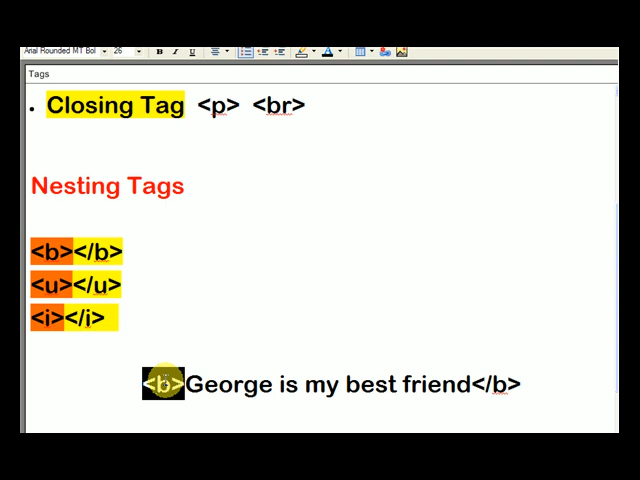 Arial Rounded MT Bol 26 B I U A
Tags
• Closing Tag <p> <br>
Nesting Tags
<b></b>
<u></u>
<i></i>
<b>George is my best friend</b>